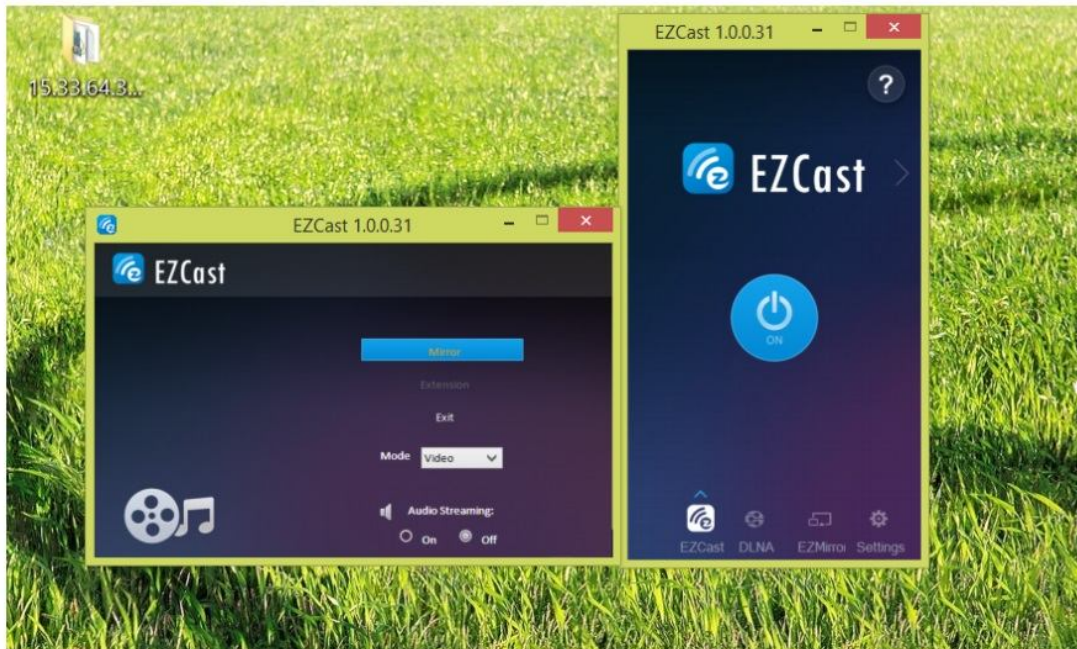 15.33.64.3...
EZCast 1.0.0.31
EZCast
Mirror
Extension
Exit
Mode Video
Audio Streaming:
On Off
EZCast 1.0.0.31
?
EZCast
ON
EZCast DLNA EZMirror Settings